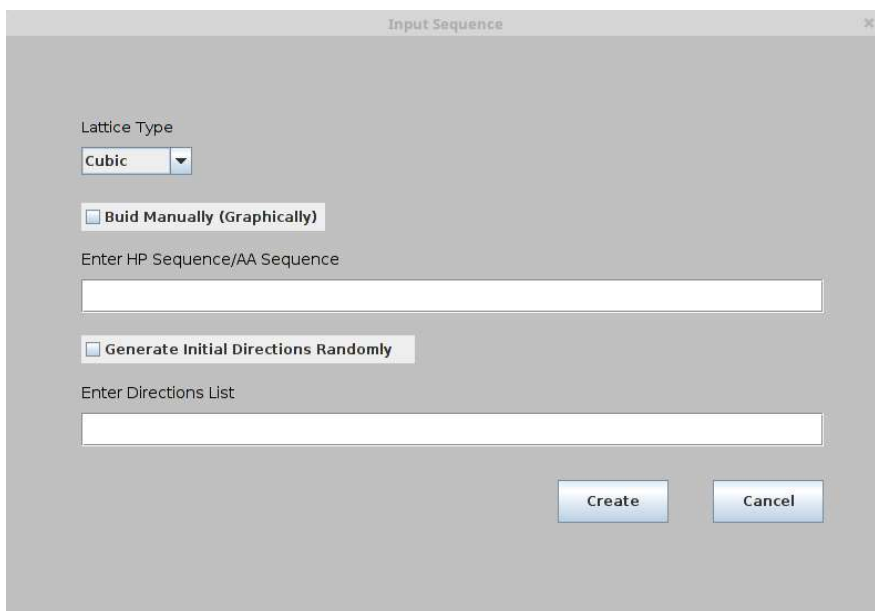 Input Sequence
Lattice Type
Cubic
Buid Manually (Graphically)
Enter HP Sequence/AA Sequence
Generate Initial Directions Randomly
Enter Directions List
Create Cancel